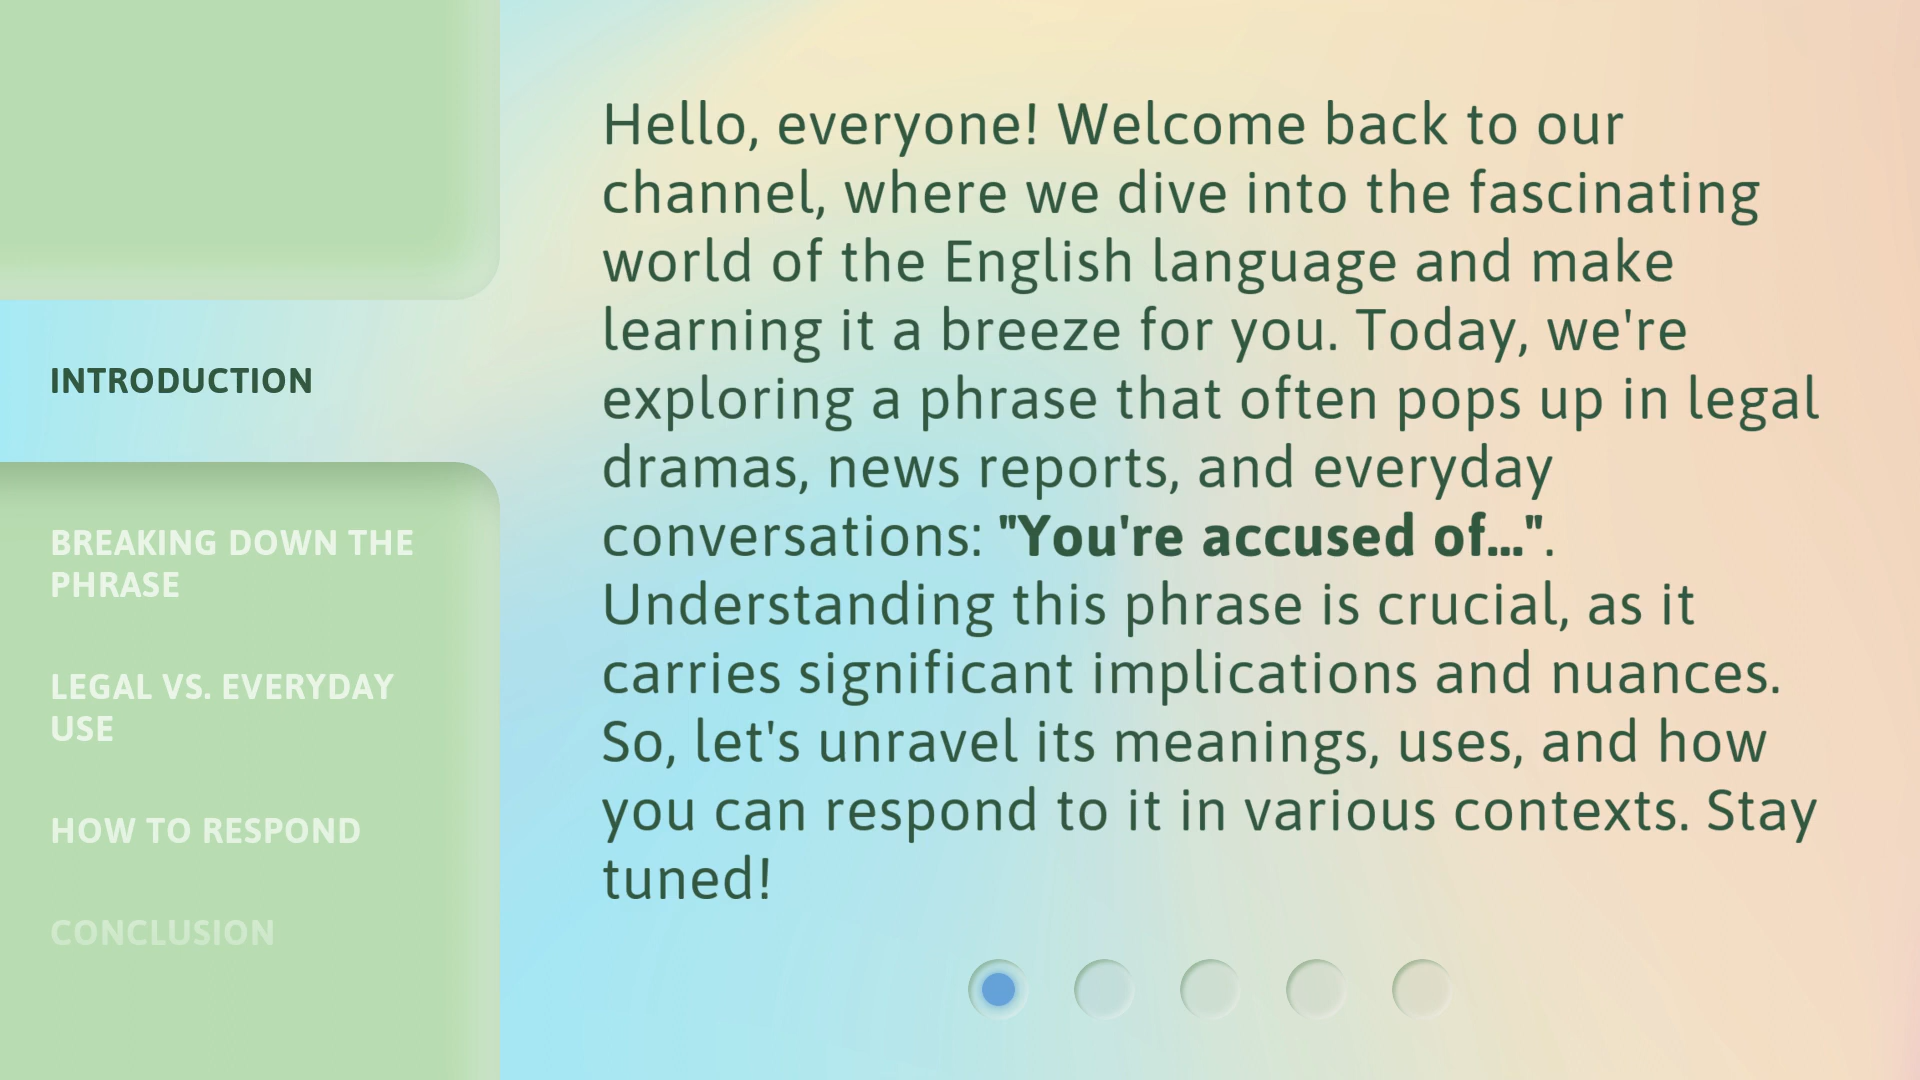 INTRODUCTION
BREAKING DOWN THE
PHRASE
LEGAL VS. EVERYDAY
USE
HOW TO RESPOND
CONCLUSION
Hello, everyone! Welcome back to our
channel, where we dive into the fascinating
world of the English language and make
learning it a breeze for you. Today, we're
exploring a phrase that often pops up in legal
dramas, news reports, and everyday
conversations: "You're accused of...".
Understanding this phrase is crucial, as it
carries significant implications and nuances.
So, let's unravel its meanings, uses, and how
you can respond to it in various contexts. Stay
tuned!